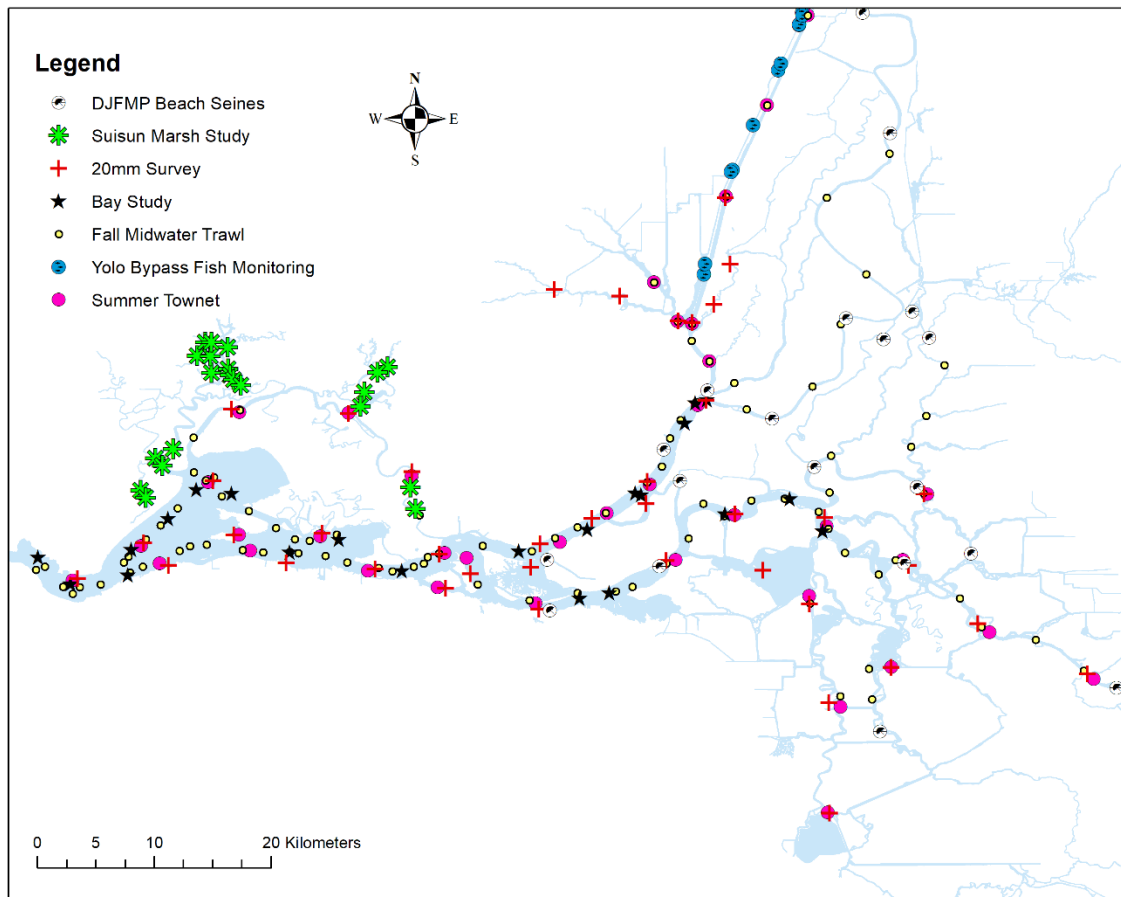 Legend
DJFMP Beach Seines
Suisun Marsh Study
20mm Survey
Bay Study
Fall Midwater Trawl
Yolo Bypass Fish Monitoring
Summer Townet
N
W E
S
0 5 10 20 Kilometers